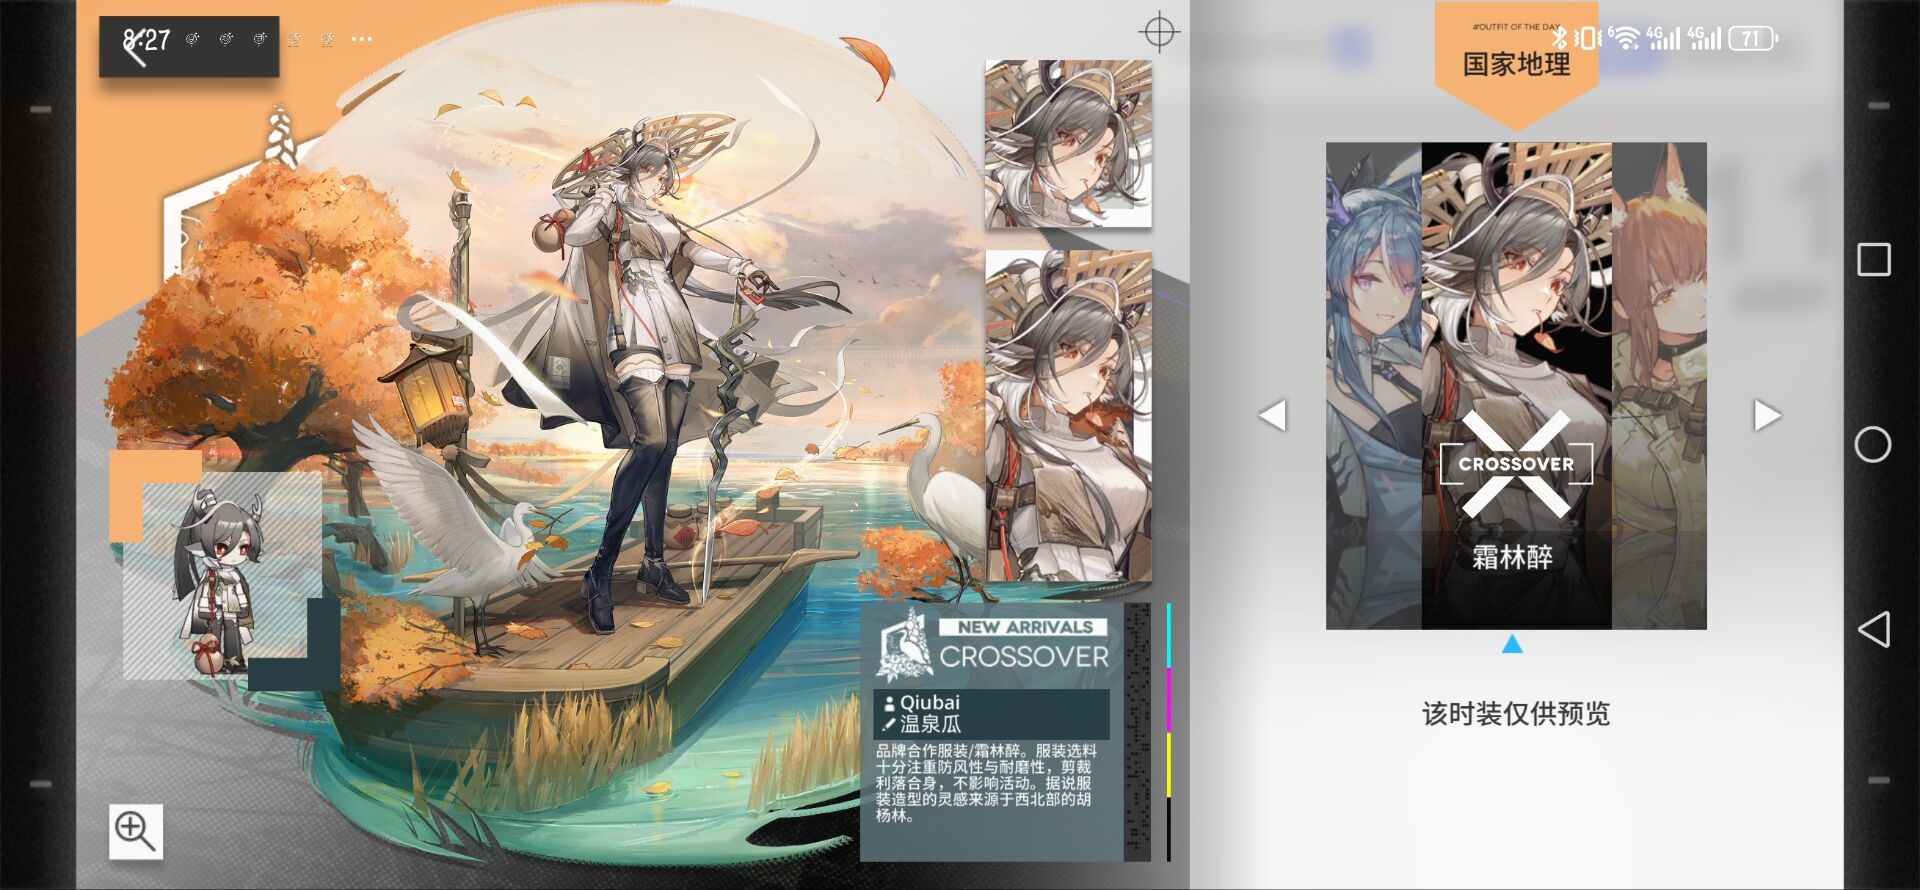 8:27
6
4G
4G
71
#OUTFIT OF THE DAY
国家地理
CROSSOVER
霜林醉
该时装仅供预览
NEW ARRIVALS
CROSSOVER
Qiubai
温泉瓜
品牌合作服装/霜林醉。服装选料
十分注重防风性与耐磨性，剪裁
利落合身，不影响活动。据说服
装造型的灵感来源于西北部的胡
杨林。